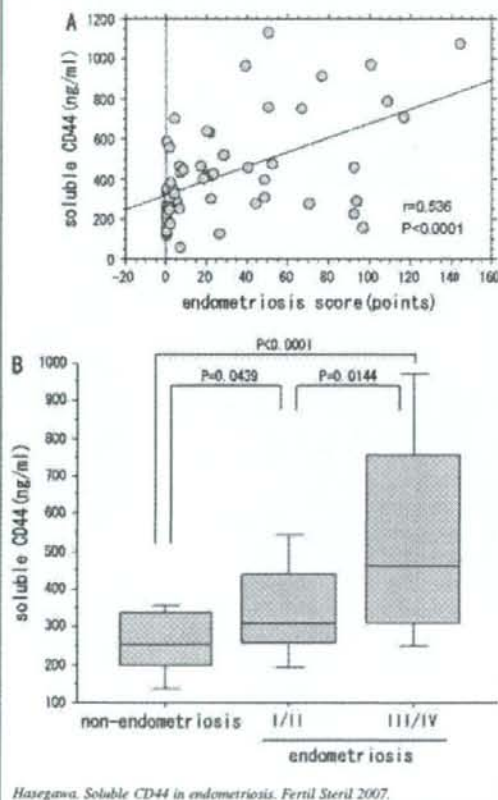 A
1200
1000
800
600
400
200
0
soluble CD44(ng/ml)
r=0.536
P<0.0001
-20 0 20 40 60 80 100 120 140 160
endometriosis score(points)
B
P<0.0001
P=0.0439 P=0.0144
1000
900
800
700
600
500
400
300
200
100
soluble CD44(ng/ml)
non-endometriosis I/II III/IV
endometriosis
Hasegawa. Soluble CD44 in endometriosis. Fertil Steril 2007.